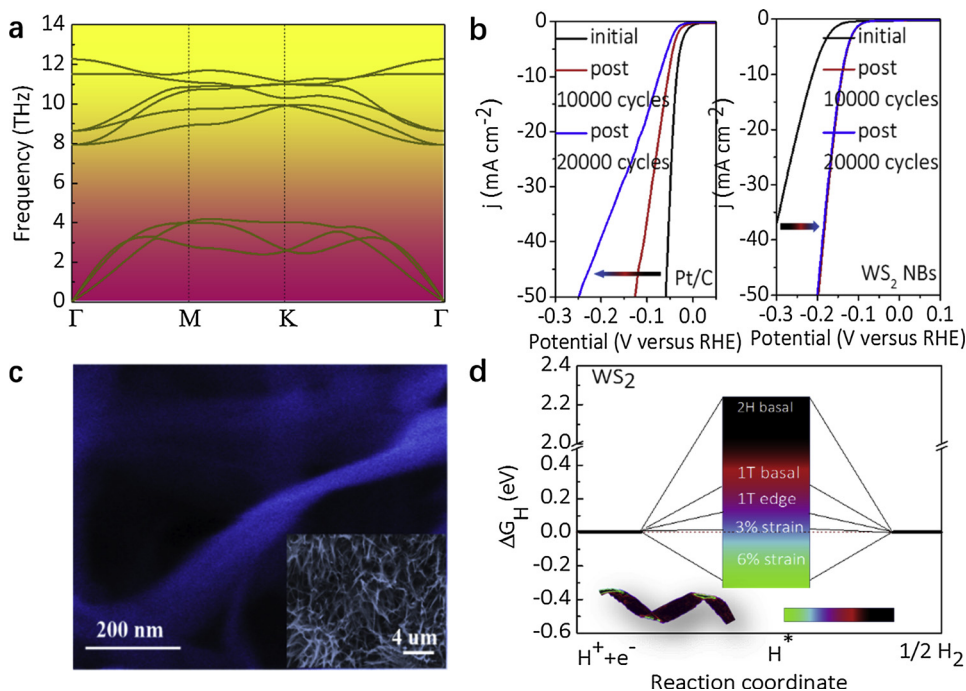 a
14
12
10
8
6
4
2
0
Frequency (THz)
Γ M K Γ
b
0
-10
-20
-30
-40
-50
j (mA cm-2)
initial
post
10000 cycles
post
20000 cycles
Pt/C
-0.3 -0.2 -0.1 0.0
Potential (V versus RHE)
0
-10
-20
-30
-40
-50
j (mA cm-2)
initial
post
10000 cycles
post
20000 cycles
WS2 NBs
-0.3 -0.2 -0.1 0.0 0.1
Potential (V versus RHE)
c
200 nm
4 um
d
WS2
2.4
2.2
2.0
0.4
0.2
0.0
-0.2
-0.4
-0.6
ΔGH (eV)
2H basal
1T basal
1T edge
3% strain
6% strain
H+ +e-
H*
1/2 H2
Reaction coordinate